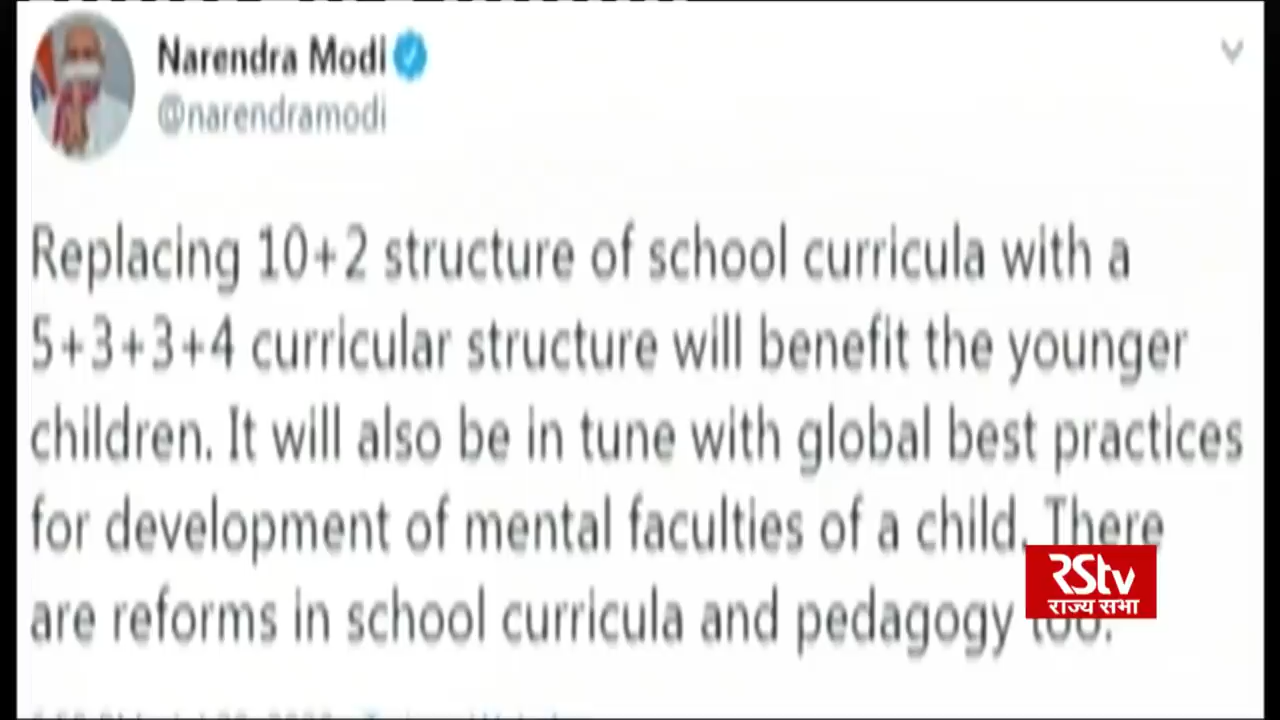 Narendra Modi
@narendramodi
Replacing 10+2 structure of school curricula with a
5+3+3+4 curricular structure will benefit the younger
children. It will also be in tune with global best practices
for development of mental faculties of a child. There
are reforms in school curricula and pedagogy too.
RStv
राज्य सभा